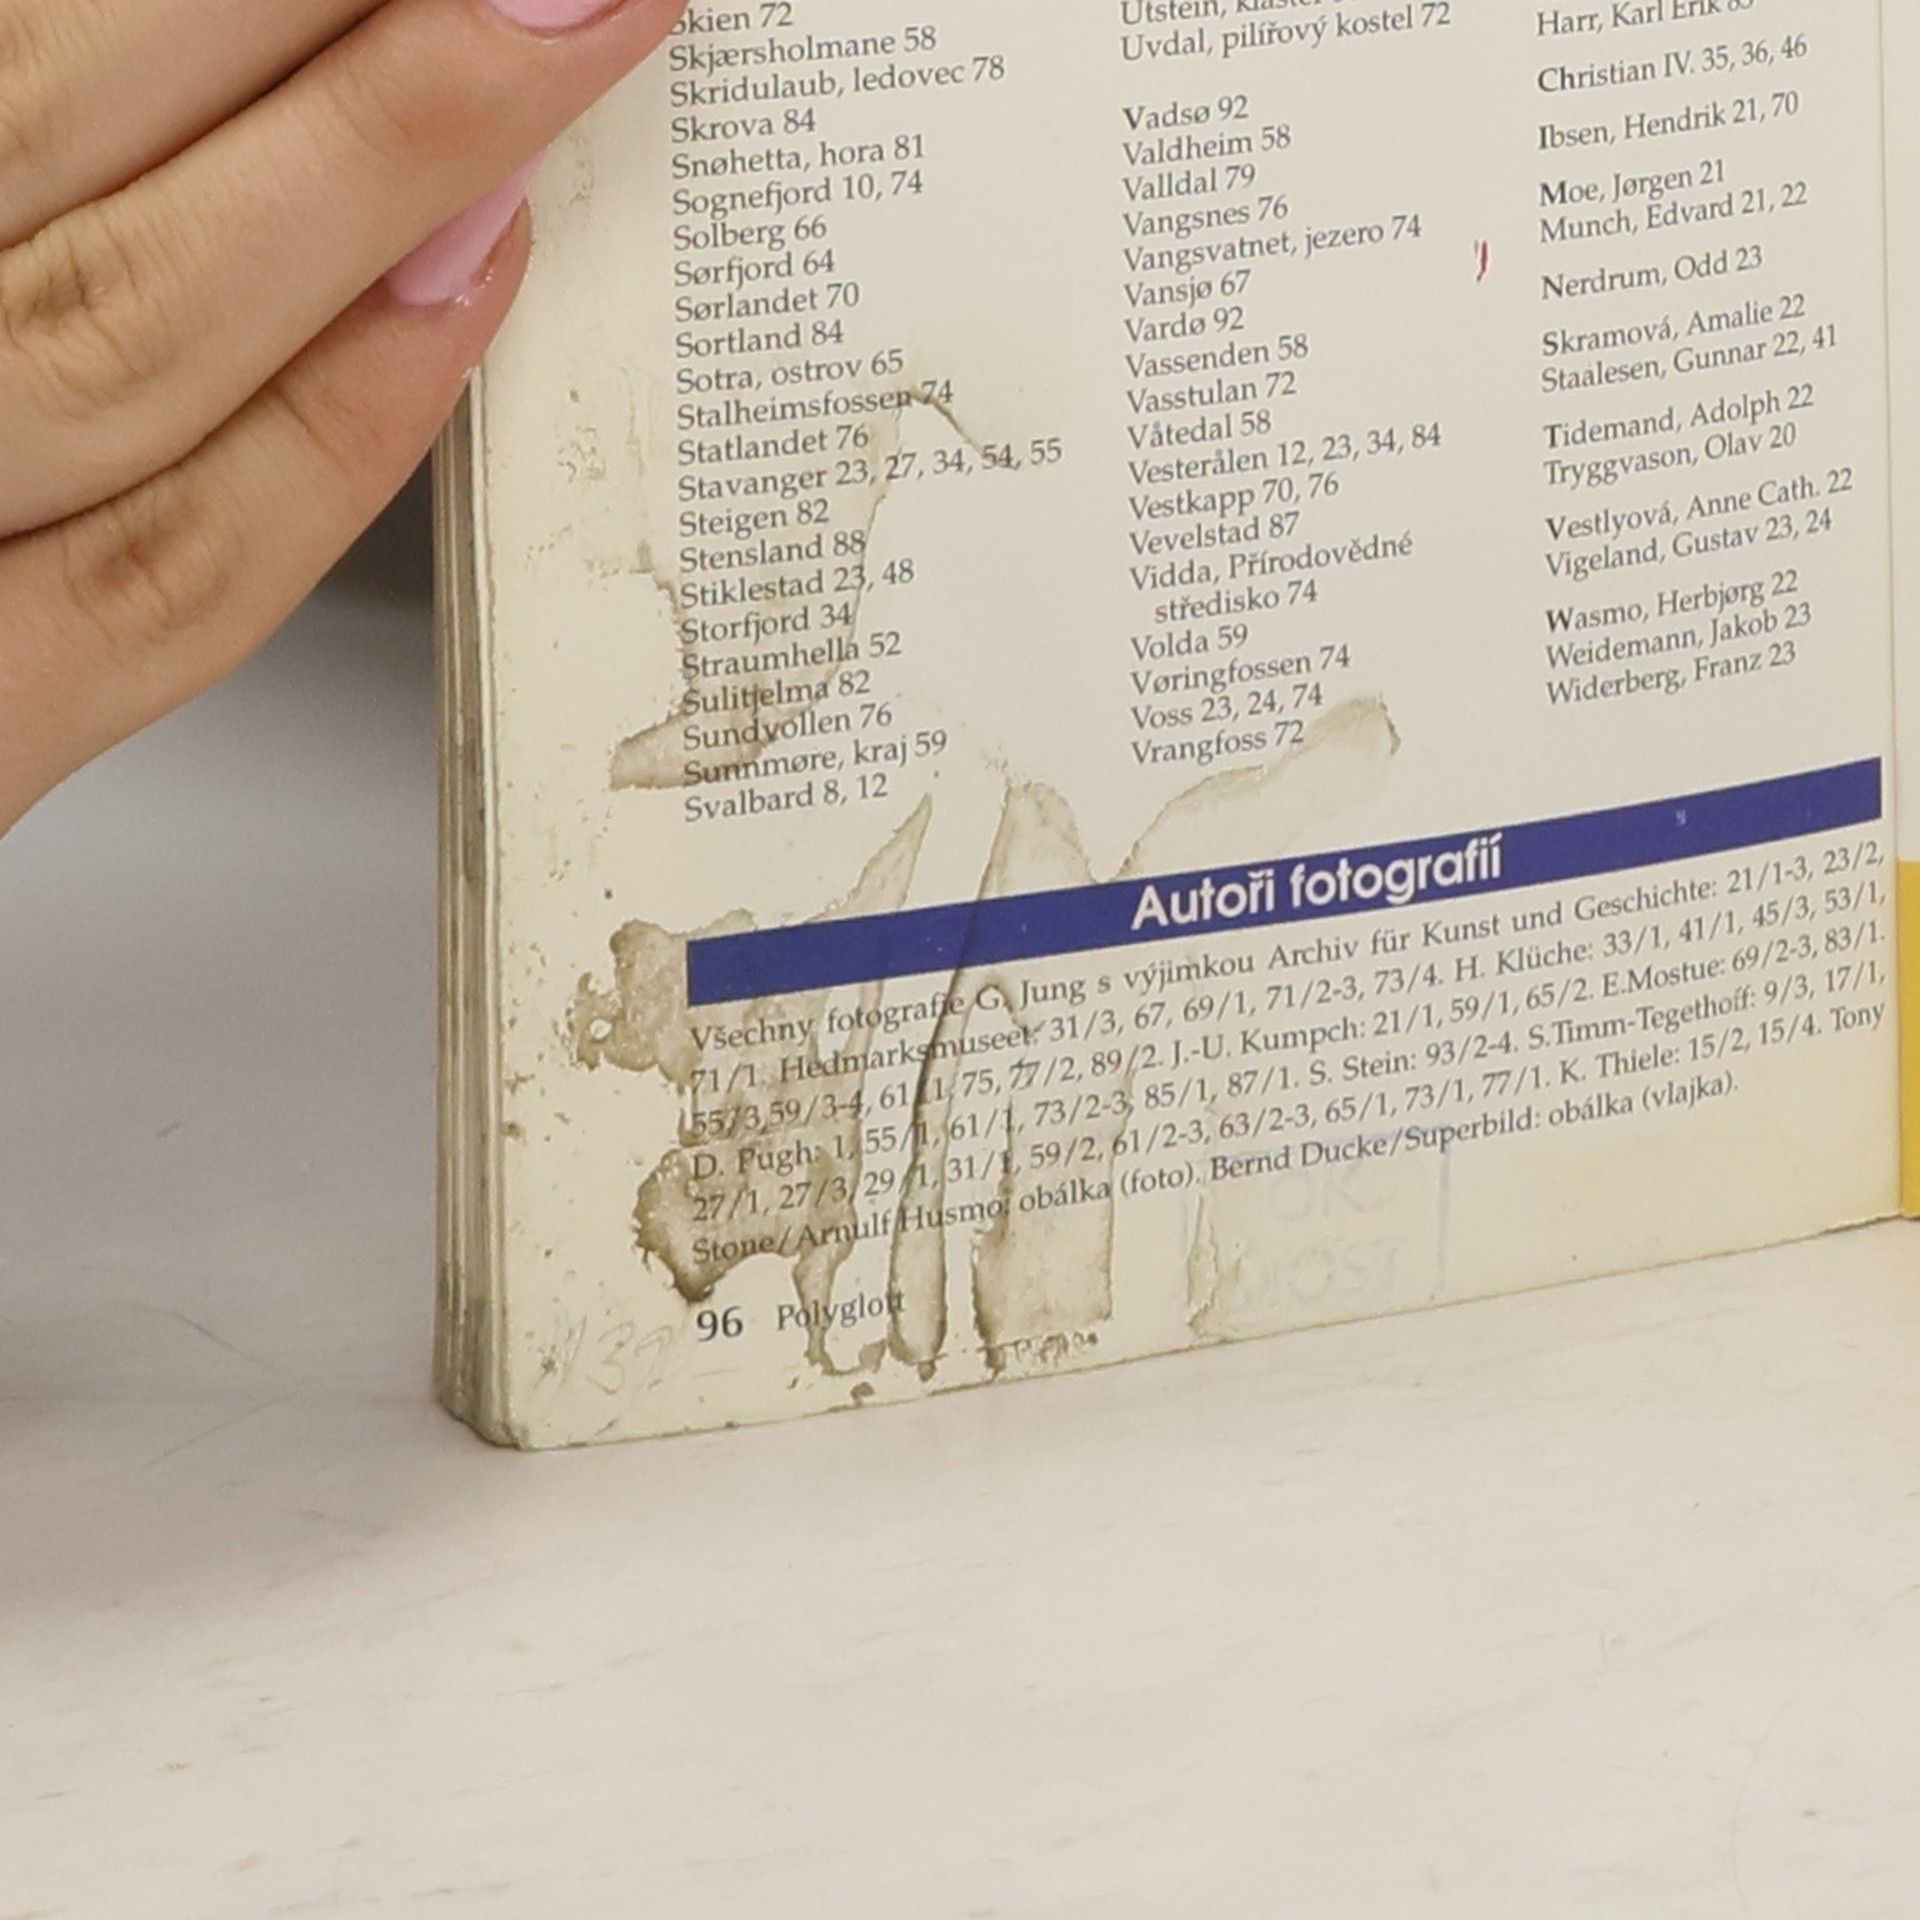 Skien 72
Skjærsholmane 58
Skridulaub, ledovec 78
Skrova 84
Snøhetta, hora 81
Sognefjord 10, 74
Solberg 66
Sørfjord 64
Sørlandet 70
Sortland 84
Sotra, ostrov 65
Stalheimsfossen 74
Statlandet 76
Stavanger 23, 27, 34, 54, 55
Steigen 82
Stensland 88
Stiklestad 23, 48
Storfjord 34
Straumhella 52
Sulitjelma 82
Sundvollen 76
Sunnmøre, kraj 59
Svalbard 8, 12
Utstein,
Uvdal, pilířový kostel 72
Vadsø 92
Valdheim 58
Valldal 79
Vangsnes 76
Vangsvatnet, jezero 74
Vansjø 67
Vardø 92
Vassenden 58
Vasstulan 72
Våtedal 58
Vesterålen 12, 23, 34, 84
Vestkapp 70, 76
Vevelstad 87
Vidda, Přírodovědné
středisko 74
Volda 59
Vøringfossen 74
Voss 23, 24, 74
Vrangfoss 72
Harr, Karl Erik
Christian IV. 35, 36, 46
Ibsen, Hendrik 21, 70
Moe, Jørgen 21
Munch, Edvard 21, 22
Nerdrum, Odd 23
Skramová, Amalie 22
Staalesen, Gunnar 22, 41
Tidemand, Adolph 22
Tryggvason, Olav 20
Vestlyová, Anne Cath. 22
Vigeland, Gustav 23, 24
Wasmo, Herbjørg 22
Weidemann, Jakob 23
Widerberg, Franz 23
Autoři fotografií
Všechny fotografie G. Jung s výjimkou Archiv für Kunst und Geschichte: 21/1-3, 23/2,
71/1. Hedmarksmuseet: 31/3, 67, 69/1, 71/2-3, 73/4. H. Klüche: 33/1, 41/1, 45/3, 53/1,
55/3,59/3-4, 61/1, 75, 77/2, 89/2. J.-U. Kumpch: 21/1, 59/1, 65/2. E.Mostue: 69/2-3, 83/1.
D. Pugh: 1, 55/1, 61/1, 73/2-3, 85/1, 87/1. S. Stein: 93/2-4. S.Timm-Tegethoff: 9/3, 17/1,
27/1, 27/3, 29/1, 31/1, 59/2, 61/2-3, 63/2-3, 65/1, 73/1, 77/1. K. Thiele: 15/2, 15/4. Tony
Stone/Arnulf Husmo: obálka (foto). Bernd Ducke/Superbild: obálka (vlajka).
96 Polyglott